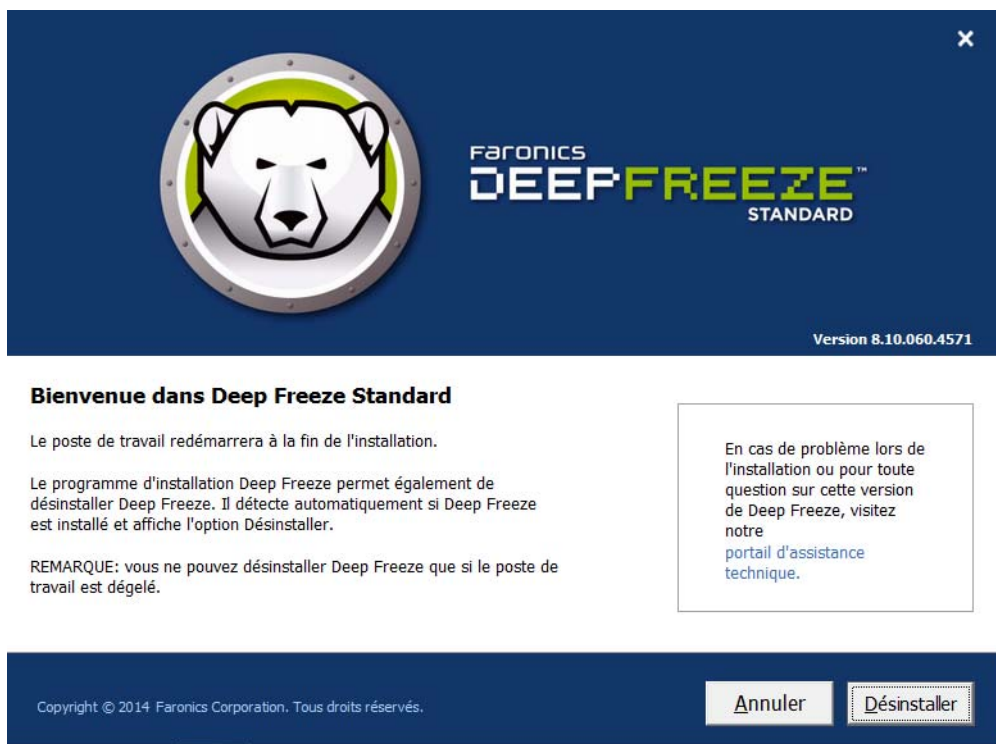 Faronics
DEEPFREEZE™
STANDARD
Version 8.10.060.4571
Bienvenue dans Deep Freeze Standard
Le poste de travail redémarrera à la fin de l'installation.
Le programme d'installation Deep Freeze permet également de
désinstaller Deep Freeze. Il détecte automatiquement si Deep Freeze
est installé et affiche l'option Désinstaller.
REMARQUE: vous ne pouvez désinstaller Deep Freeze que si le poste de
travail est dégelé.
En cas de problème lors de
l'installation ou pour toute
question sur cette version
de Deep Freeze, visitez
notre
portail d'assistance
technique.
Copyright © 2014 Faronics Corporation. Tous droits réservés.
Annuler
Désinstaller